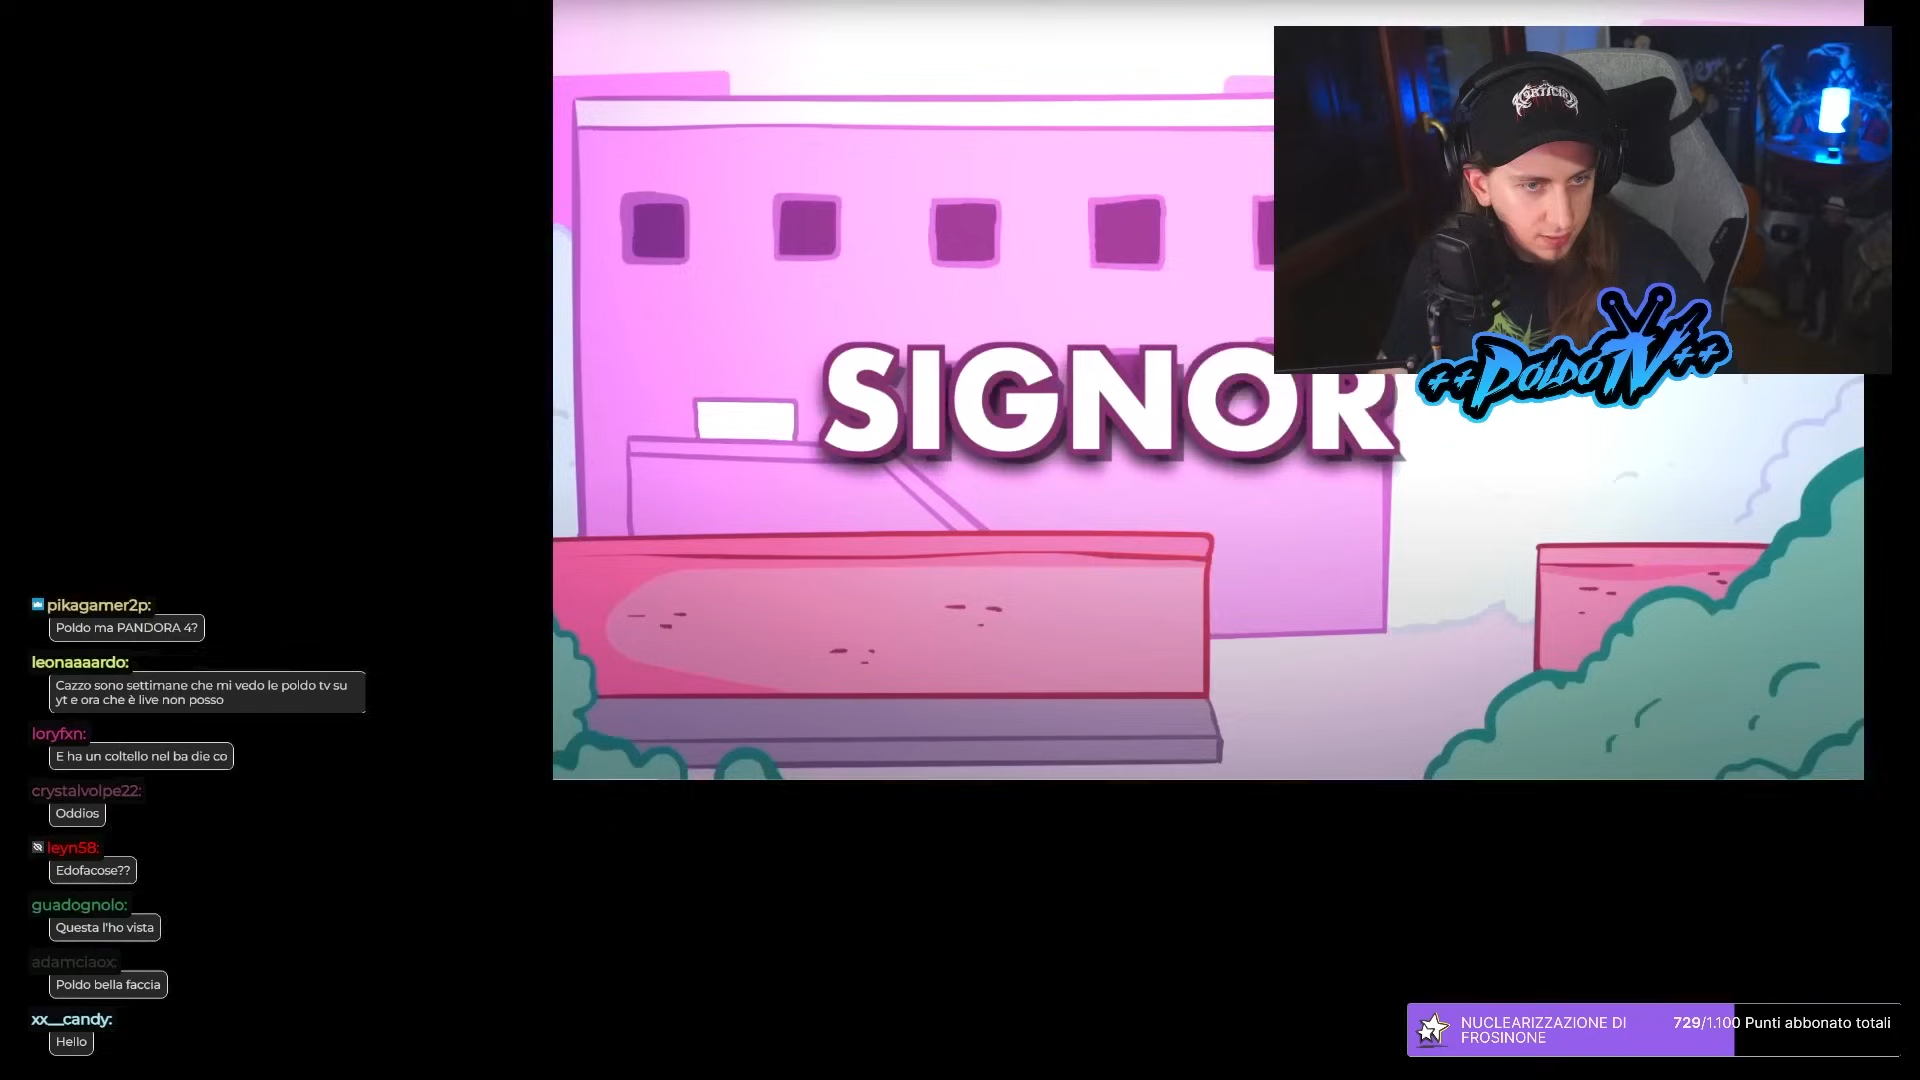 SIGNOR
++POLDO TV++
pikagamer2p:
Poldo ma PANDORA 4?
leonaaaardo:
Cazzo sono settimane che mi vedo le poldo tv su
yt e ora che è live non posso
loryfxn:
E ha un coltello nel ba die co
crystalvolpe22:
Oddios
leyn58:
Edofacose??
guadognolo:
Questa l'ho vista
adamciaox:
Poldo bella faccia
xx__candy:
Hello
NUCLEARIZZAZIONE DI
FROSINONE
729/1.100 Punti abbonato totali